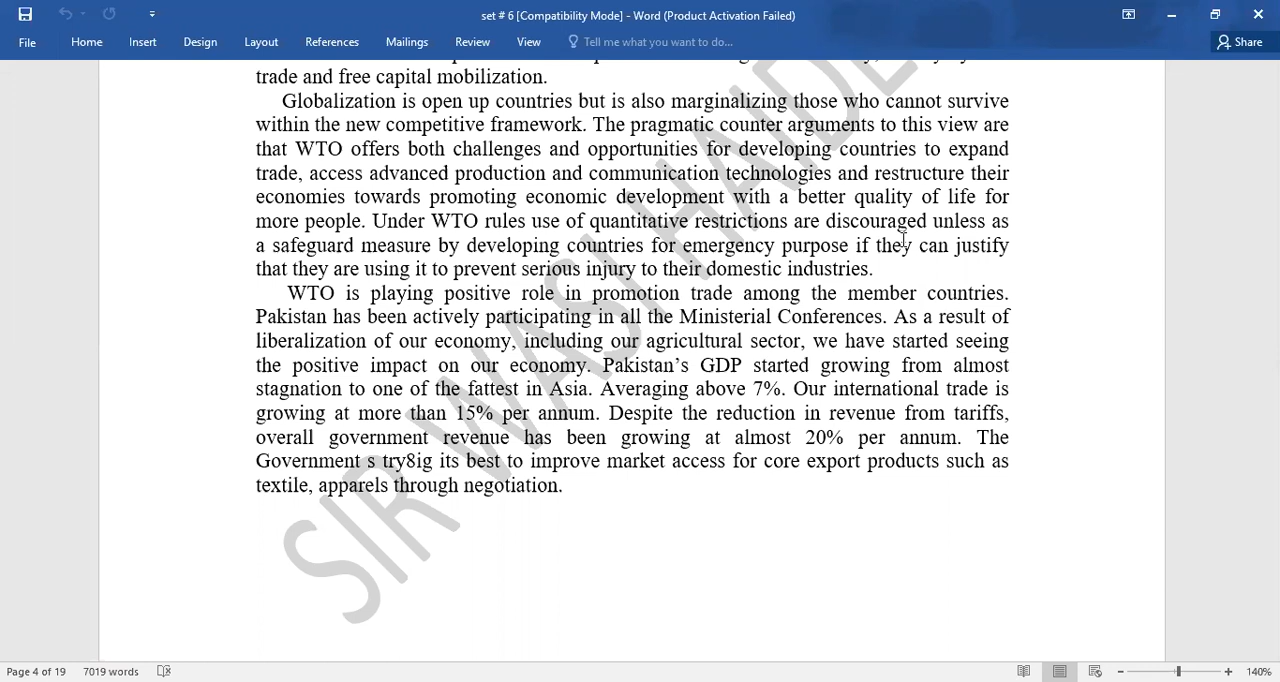 set # 6 [Compatibility Mode] - Word (Product Activation Failed)
File Home Insert Design Layout References Mailings Review View Tell me what you want to do... Share
trade and free capital mobilization.
Globalization is open up countries but is also marginalizing those who cannot survive
within the new competitive framework. The pragmatic counter arguments to this view are
that WTO offers both challenges and opportunities for developing countries to expand
trade, access advanced production and communication technologies and restructure their
economies towards promoting economic development with a better quality of life for
more people. Under WTO rules use of quantitative restrictions are discouraged unless as
a safeguard measure by developing countries for emergency purpose if they can justify
that they are using it to prevent serious injury to their domestic industries.
WTO is playing positive role in promotion trade among the member countries.
Pakistan has been actively participating in all the Ministerial Conferences. As a result of
liberalization of our economy, including our agricultural sector, we have started seeing
the positive impact on our economy. Pakistan’s GDP started growing from almost
stagnation to one of the fattest in Asia. Averaging above 7%. Our international trade is
growing at more than 15% per annum. Despite the reduction in revenue from tariffs,
overall government revenue has been growing at almost 20% per annum. The
Government s try8ig its best to improve market access for core export products such as
textile, apparels through negotiation.
SIR WASI HAIDE
Page 4 of 19 7019 words 140%